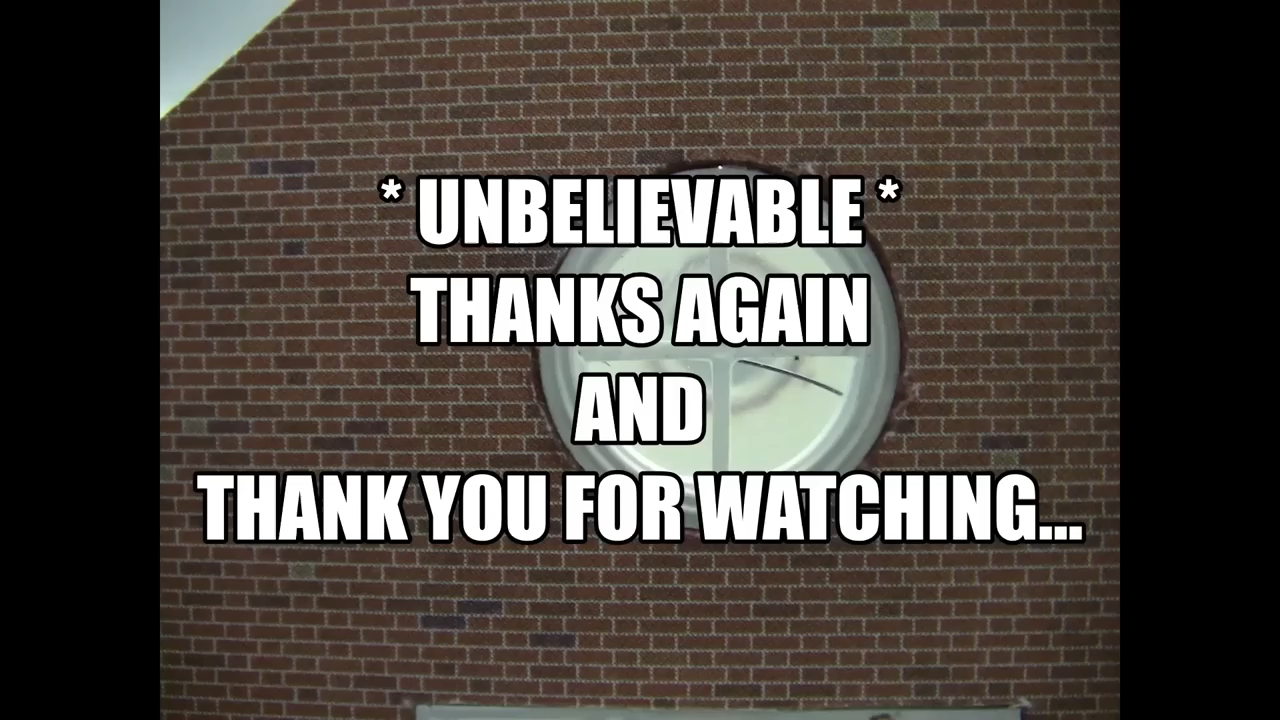 * UNBELIEVABLE *
THANKS AGAIN
AND
THANK YOU FOR WATCHING...